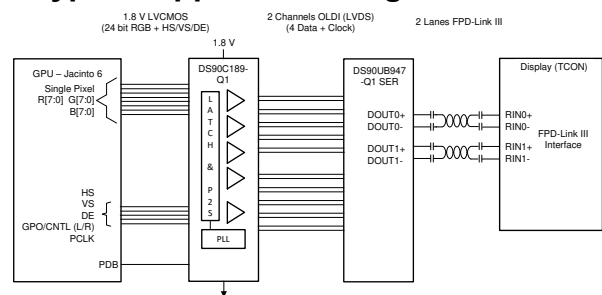 1.8 V LVCMOS
(24 bit RGB + HS/VS/DE)
2 Channels OLDI (LVDS)
(4 Data + Clock)
2 Lanes FPD-Link III
1.8 V
GPU – Jacinto 6
Single Pixel
R[7:0] G[7:0]
B[7:0]
HS
VS
DE
GPO/CNTL (L/R)
PCLK
PDB
DS90C189-
Q1
LATCH & P2S
PLL
DS90UB947
-Q1 SER
DOUT0+
DOUT0-
DOUT1+
DOUT1-
Display (TCON)
RIN0+
RIN0-
RIN1+
RIN1-
FPD-Link III
Interface